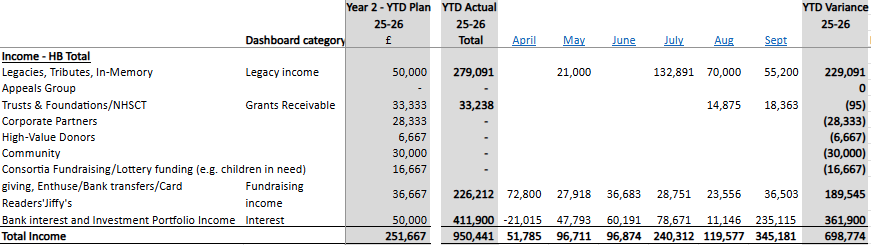 Year 2 - YTD Plan YTD Actual YTD Variance
25-26 25-26 25-26
Dashboard category £ Total April May June July Aug Sept
Income - HB Total
Legacies, Tributes, In-Memory Legacy income 50,000 279,091 21,000 132,891 70,000 55,200 229,091
Appeals Group - - 0
Trusts & Foundations/NHSCT Grants Receivable 33,333 33,238 14,875 18,363 (95)
Corporate Partners 28,333 - (28,333)
High-Value Donors 6,667 - (6,667)
Community 30,000 - (30,000)
Consortia Fundraising/Lottery funding (e.g. children in need) 16,667 - (16,667)
giving, Enthuse/Bank transfers/Card Fundraising
Readers'Jiffy's income 36,667 226,212 72,800 27,918 36,683 28,751 23,556 36,503 189,545
Bank interest and Investment Portfolio Income Interest 50,000 411,900 -21,015 47,793 60,191 78,671 11,146 235,115 361,900
Total Income 251,667 950,441 51,785 96,711 96,874 240,312 119,577 345,181 698,774